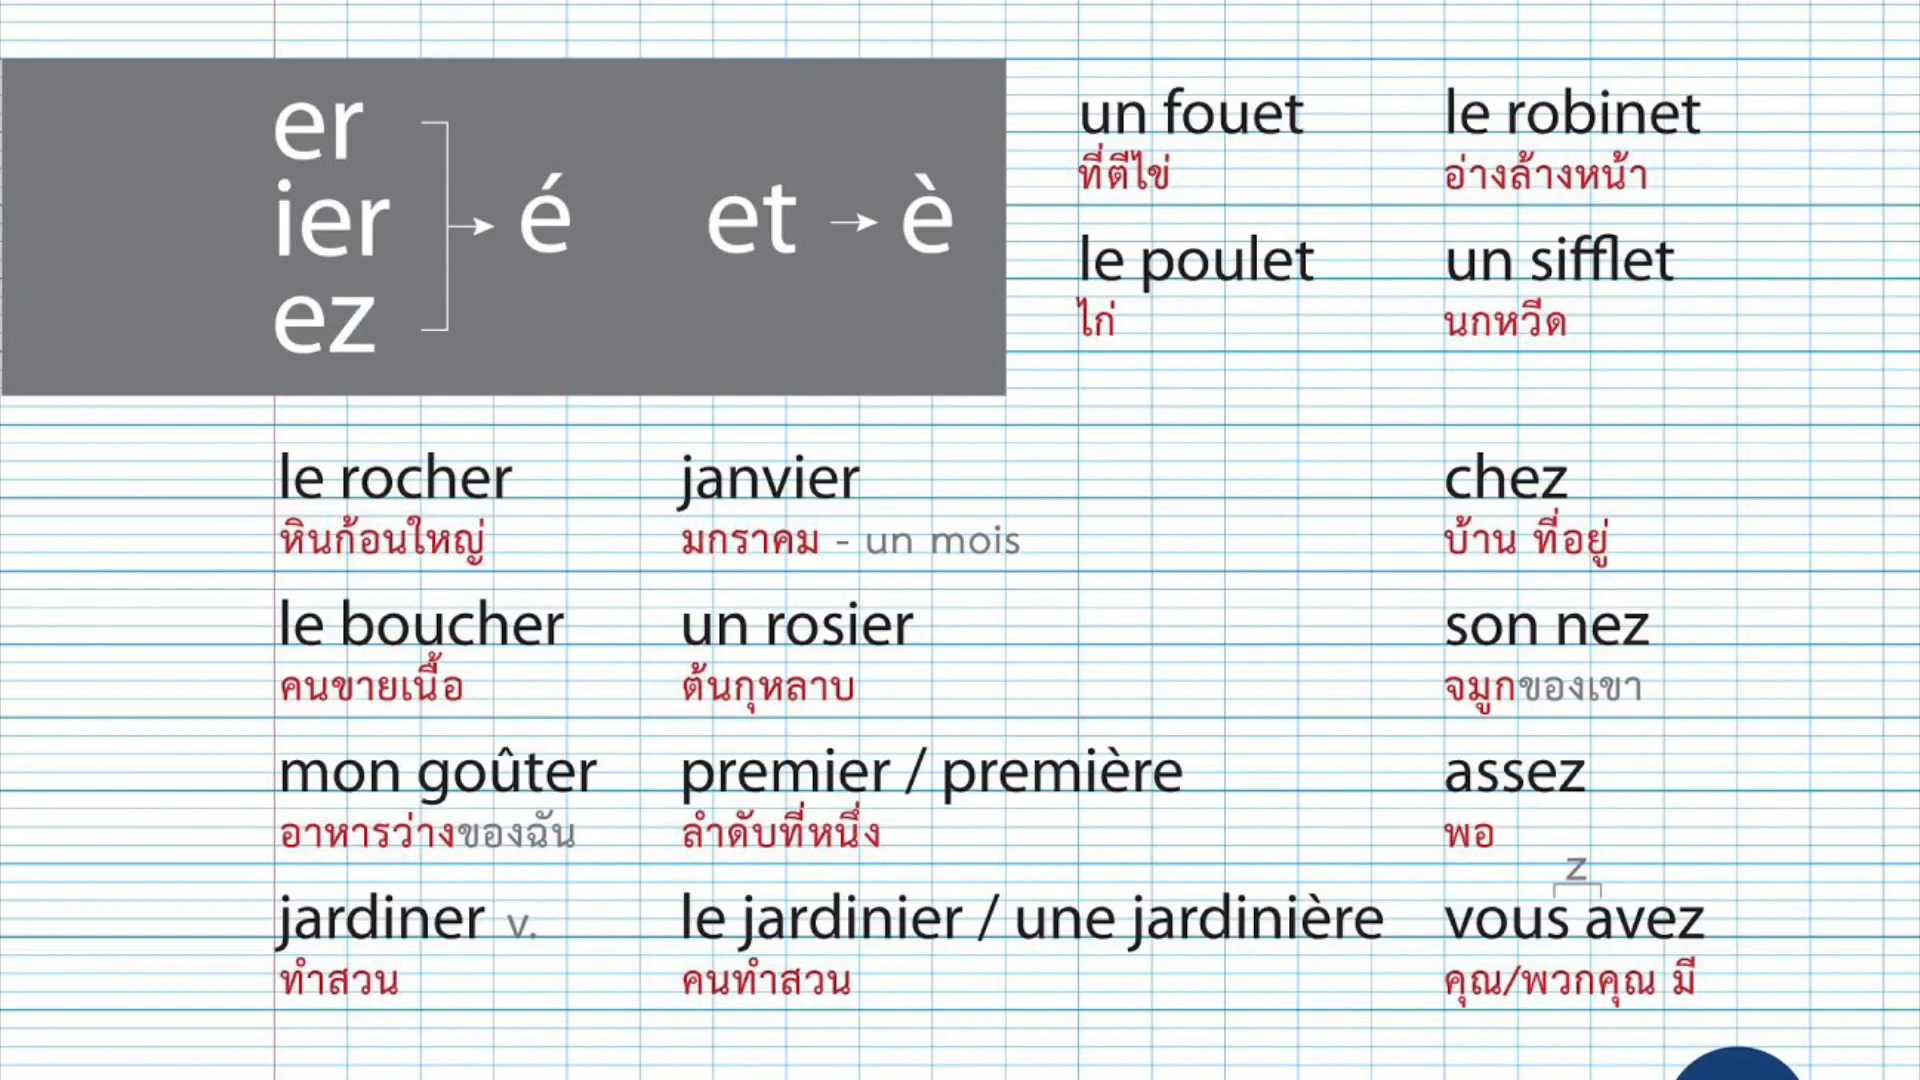 er
ier
ez
é
et → è
un fouet
ที่ตีไข่
le robinet
อ่างล้างหน้า
le poulet
ไก่
un sifflet
นกหวีด
le rocher
หินก้อนใหญ่
janvier
มกราคม - un mois
chez
บ้าน ที่อยู่
le boucher
คนขายเนื้อ
un rosier
ต้นกุหลาบ
son nez
จมูกของเขา
mon goûter
อาหารว่างของฉัน
premier / première
ลำดับที่หนึ่ง
assez
พอ
jardiner v.
ทำสวน
le jardinier / une jardinière
คนทำสวน
z
vous avez
คุณ/พวกคุณ มี